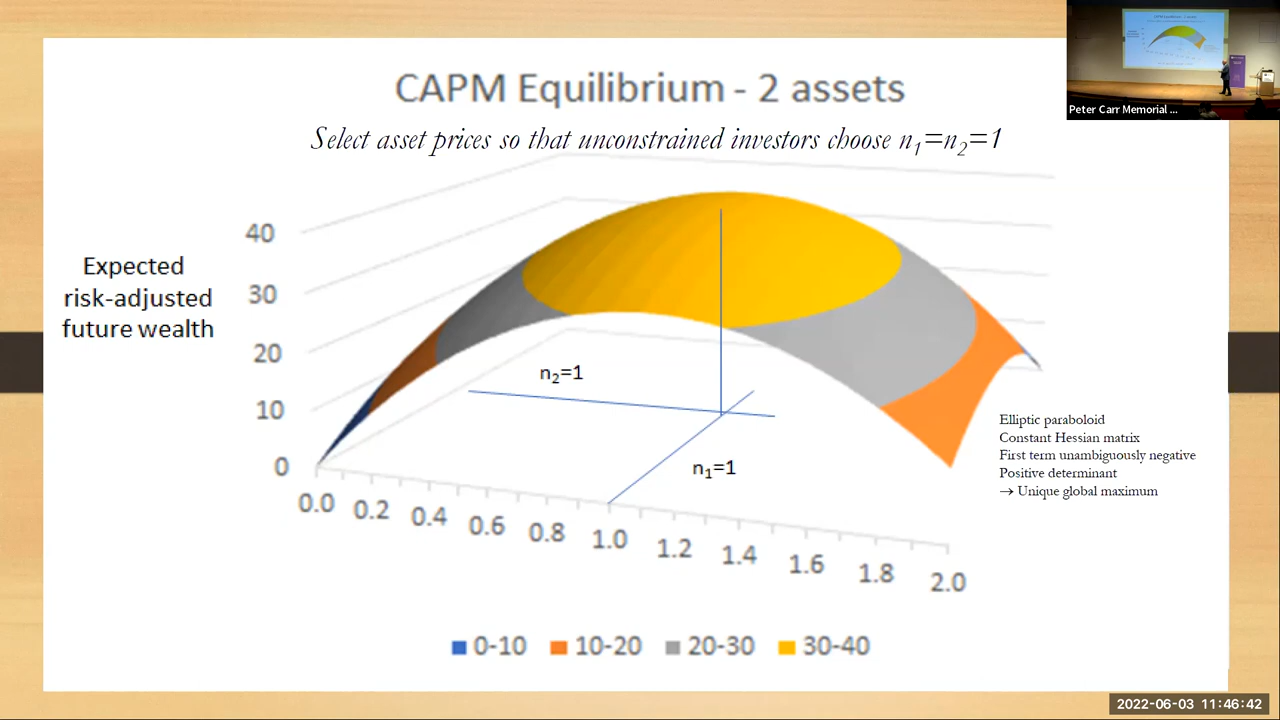 CAPM Equilibrium - 2 assets
Select asset prices so that unconstrained investors choose n₁=n₂=1
Peter Carr Memorial ...
Expected
risk-adjusted
future wealth
40
30
20
10
0
n₂=1
n₁=1
Elliptic paraboloid
Constant Hessian matrix
First term unambiguously negative
Positive determinant
→ Unique global maximum
0.0 0.2 0.4 0.6 0.8 1.0 1.2 1.4 1.6 1.8 2.0
0-10 10-20 20-30 30-40
2022-06-03 11:46:42